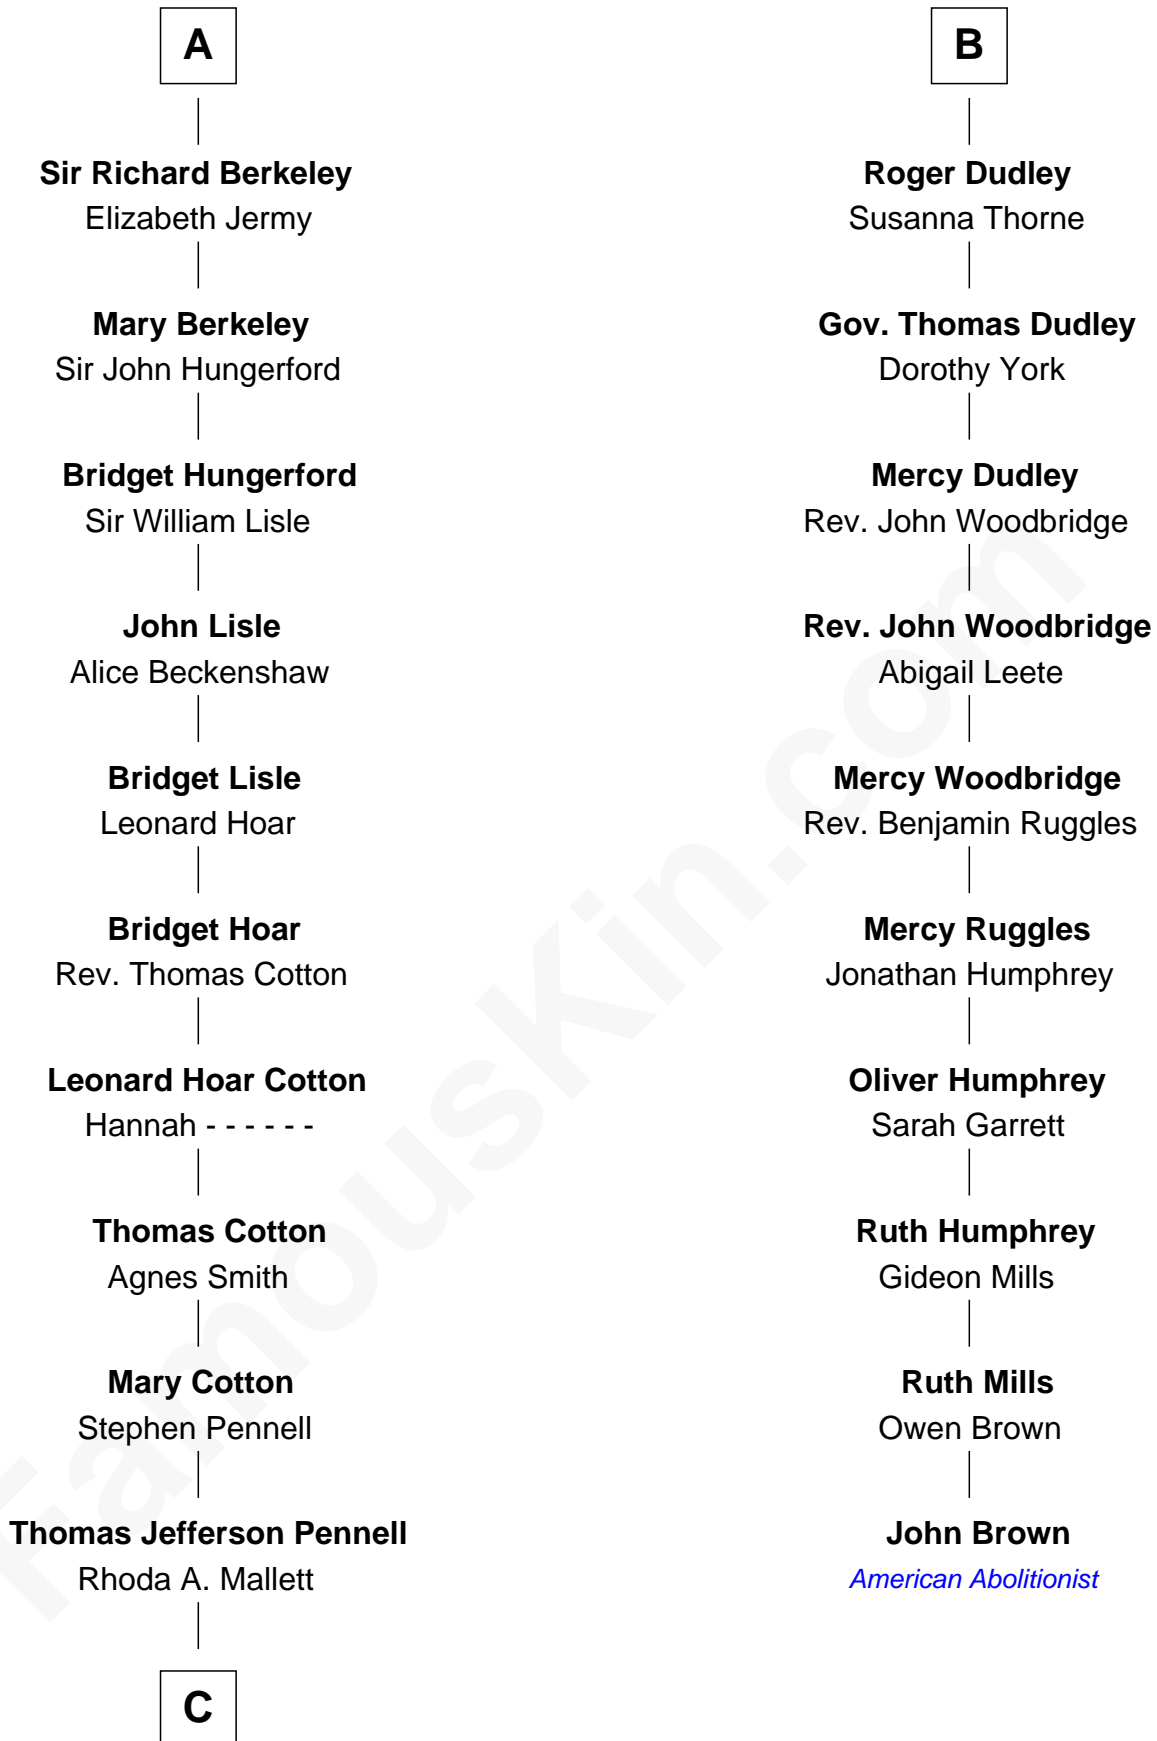 A
Sir Richard Berkeley
Elizabeth Jermy
Mary Berkeley
Sir John Hungerford
Bridget Hungerford
Sir William Lisle
John Lisle
Alice Beckenshaw
Bridget Lisle
Leonard Hoar
Bridget Hoar
Rev. Thomas Cotton
Leonard Hoar Cotton
Hannah - - - - - -
Thomas Cotton
Agnes Smith
Mary Cotton
Stephen Pennell
Thomas Jefferson Pennell
Rhoda A. Mallett
C
B
Roger Dudley
Susanna Thorne
Gov. Thomas Dudley
Dorothy York
Mercy Dudley
Rev. John Woodbridge
Rev. John Woodbridge
Abigail Leete
Mercy Woodbridge
Rev. Benjamin Ruggles
Mercy Ruggles
Jonathan Humphrey
Oliver Humphrey
Sarah Garrett
Ruth Humphrey
Gideon Mills
Ruth Mills
Owen Brown
John Brown
American Abolitionist
FamousKin.com